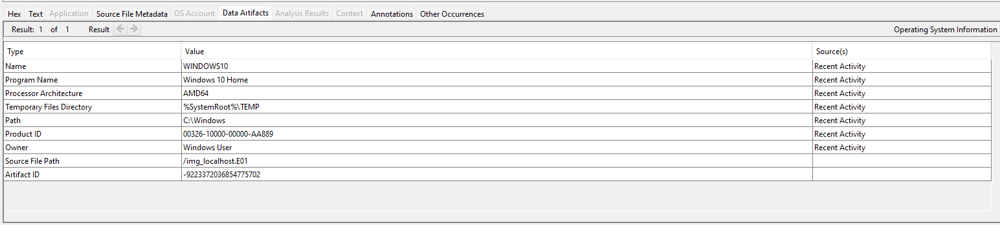 Hex Text Application Source File Metadata OS Account Data Artifacts Analysis Results Context Annotations Other Occurrences
Result: 1 of 1 Result Operating System Information
Type Value Source(s)
Name WINDOWS10 Recent Activity
Program Name Windows 10 Home Recent Activity
Processor Architecture AMD64 Recent Activity
Temporary Files Directory %SystemRoot%\TEMP Recent Activity
Path C:\Windows Recent Activity
Product ID 00326-10000-00000-AA889 Recent Activity
Owner Windows User Recent Activity
Source File Path /img_localhost.E01
Artifact ID -9223372036854775702